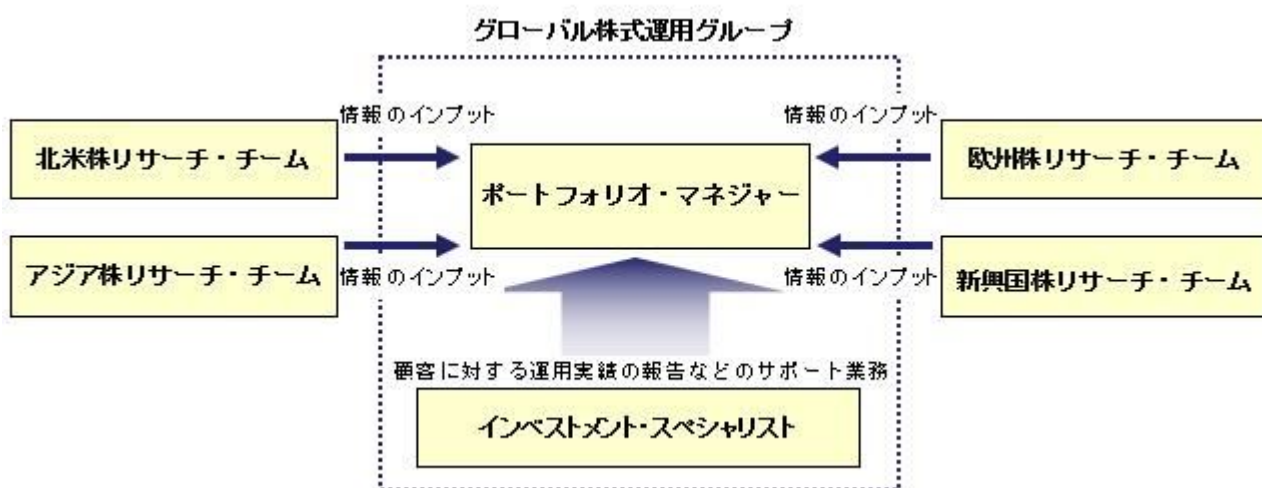 グローバル株式運用グループ
情報のインプット
情報のインプット
北米株リサーチ・チーム
欧州株リサーチ・チーム
ポートフォリオ・マネジャー
アジア株リサーチ・チーム
情報のインプット
情報のインプット
新興国株リサーチ・チーム
顧客に対する運用実績の報告などのサポート業務
インベストメント・スペシャリスト